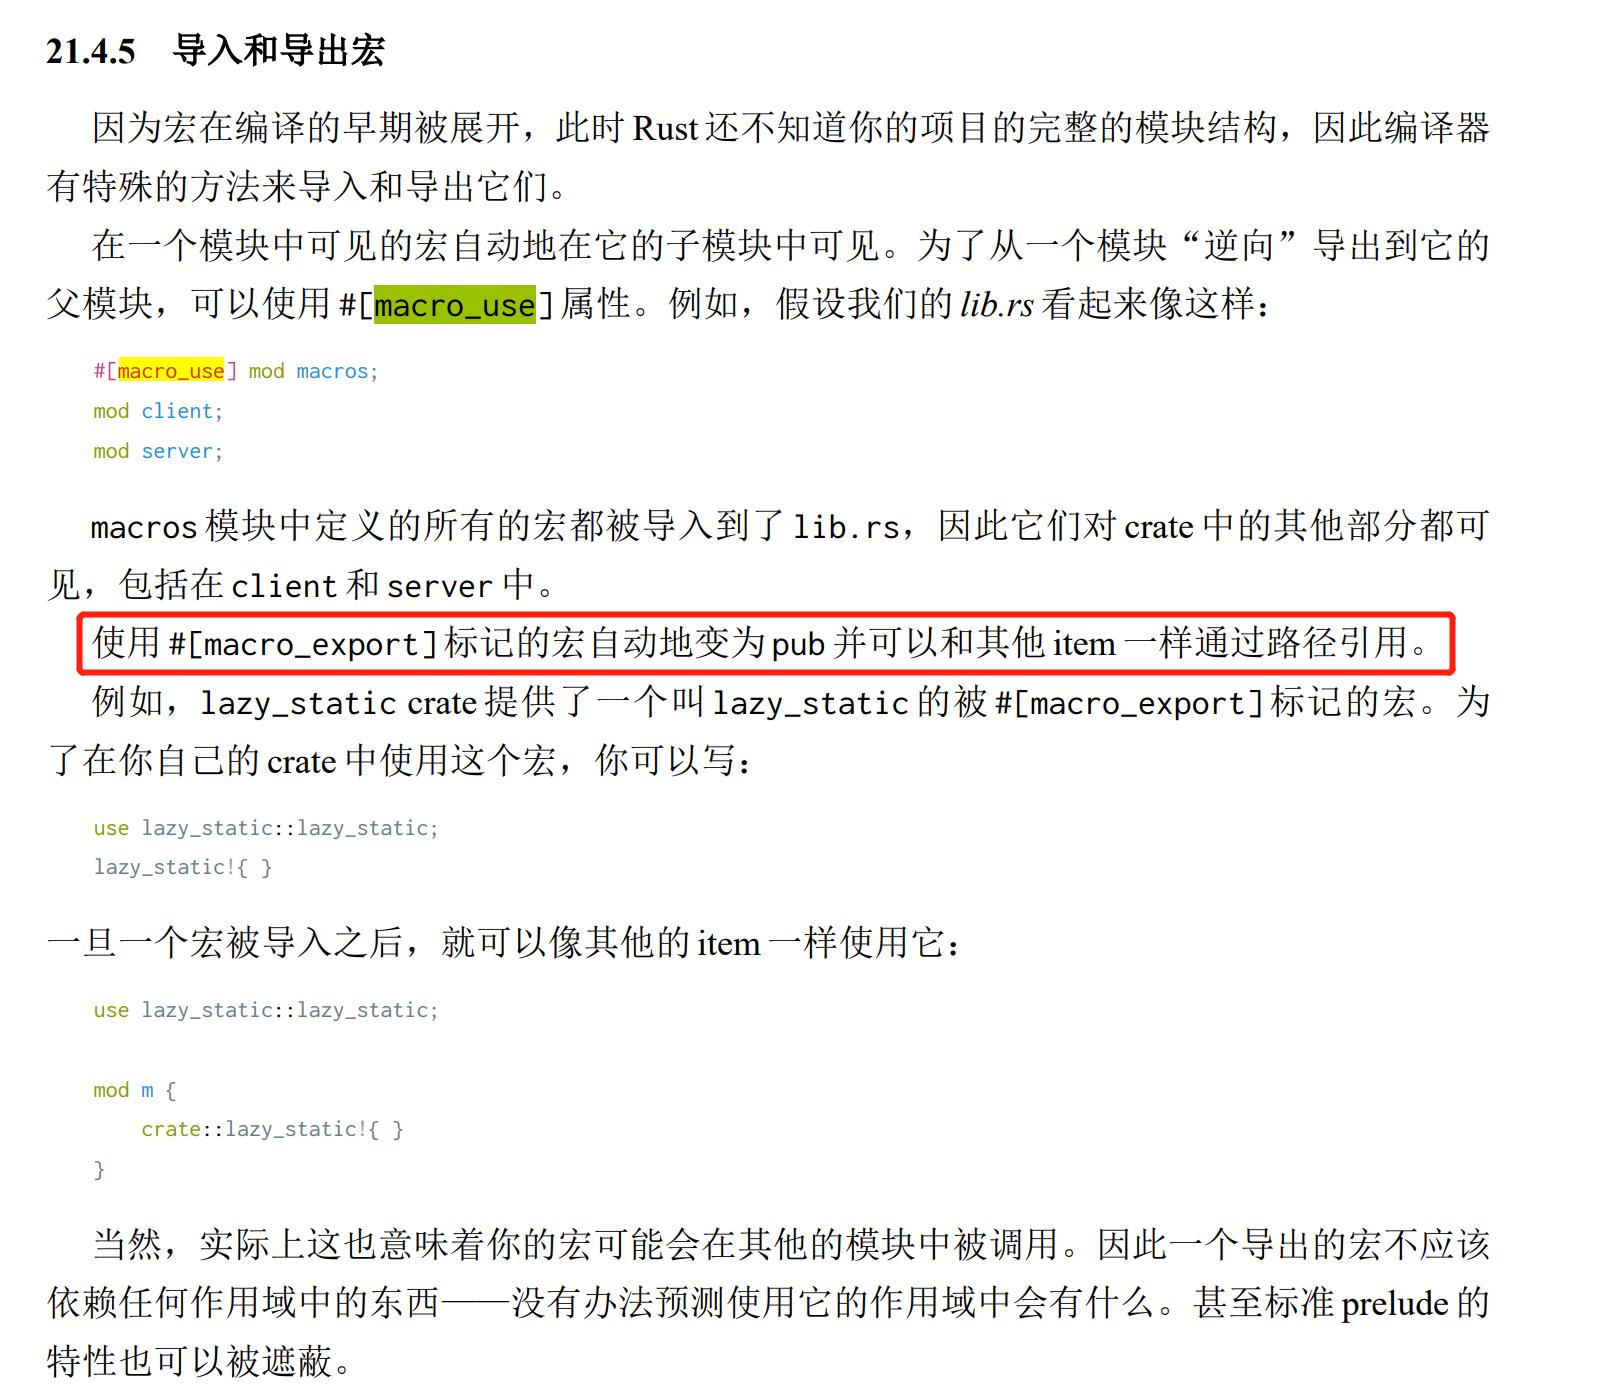 21.4.5 导入和导出宏
因为宏在编译的早期被展开，此时 Rust 还不知道你的项目的完整的模块结构，因此编译器
有特殊的方法来导入和导出它们。
在一个模块中可见的宏自动地在它的子模块中可见。为了从一个模块“逆向”导出到它的
父模块，可以使用 #[macro_use]属性。例如，假设我们的 lib.rs 看起来像这样：
#[macro_use] mod macros;
mod client;
mod server;
macros 模块中定义的所有的宏都被导入到了 lib.rs，因此它们对 crate 中的其他部分都可
见，包括在 client 和 server 中。
使用 #[macro_export]标记的宏自动地变为 pub 并可以和其他 item 一样通过路径引用。
例如，lazy_static crate 提供了一个叫 lazy_static 的被 #[macro_export]标记的宏。为
了在你自己的 crate 中使用这个宏，你可以写：
use lazy_static::lazy_static;
lazy_static!{ }
一旦一个宏被导入之后，就可以像其他的 item 一样使用它：
use lazy_static::lazy_static;
mod m {
    crate::lazy_static!{ }
}
当然，实际上这也意味着你的宏可能会在其他的模块中被调用。因此一个导出的宏不应该
依赖任何作用域中的东西——没有办法预测使用它的作用域中会有什么。甚至标准 prelude 的
特性也可以被遮蔽。